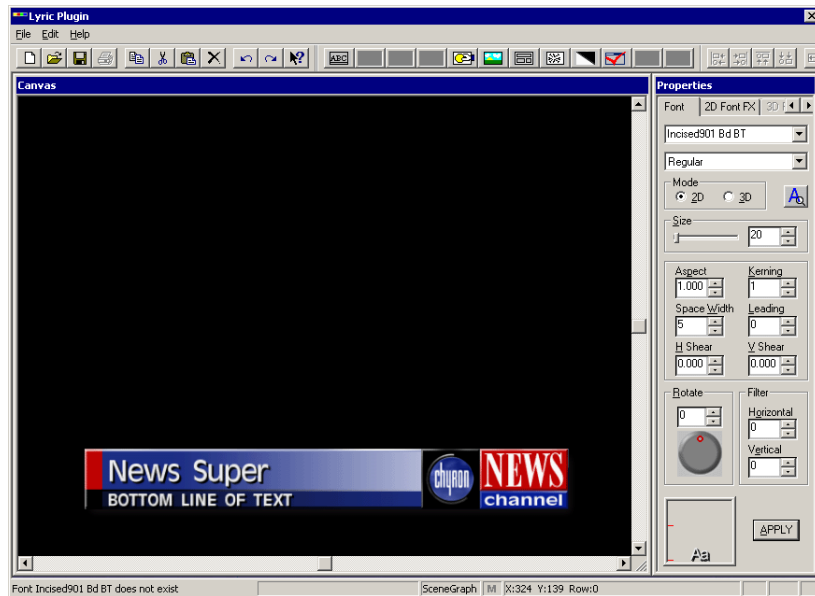 Lyric Plugin
File Edit Help
ABC
Canvas
News Super
BOTTOM LINE OF TEXT
chyron
NEWS
channel
Properties
Font 2D Font FX
Incised901 Bd BT
Regular
Mode
2D 3D
A
Size
20
Aspect Kerning
1.000 1
Space Width Leading
5 0
H Shear V Shear
0.000 0.000
Rotate Filter
0
Horizontal
0
Vertical
0
Aa
APPLY
Font Incised901 Bd BT does not exist
SceneGraph M X:324 Y:139 Row:0